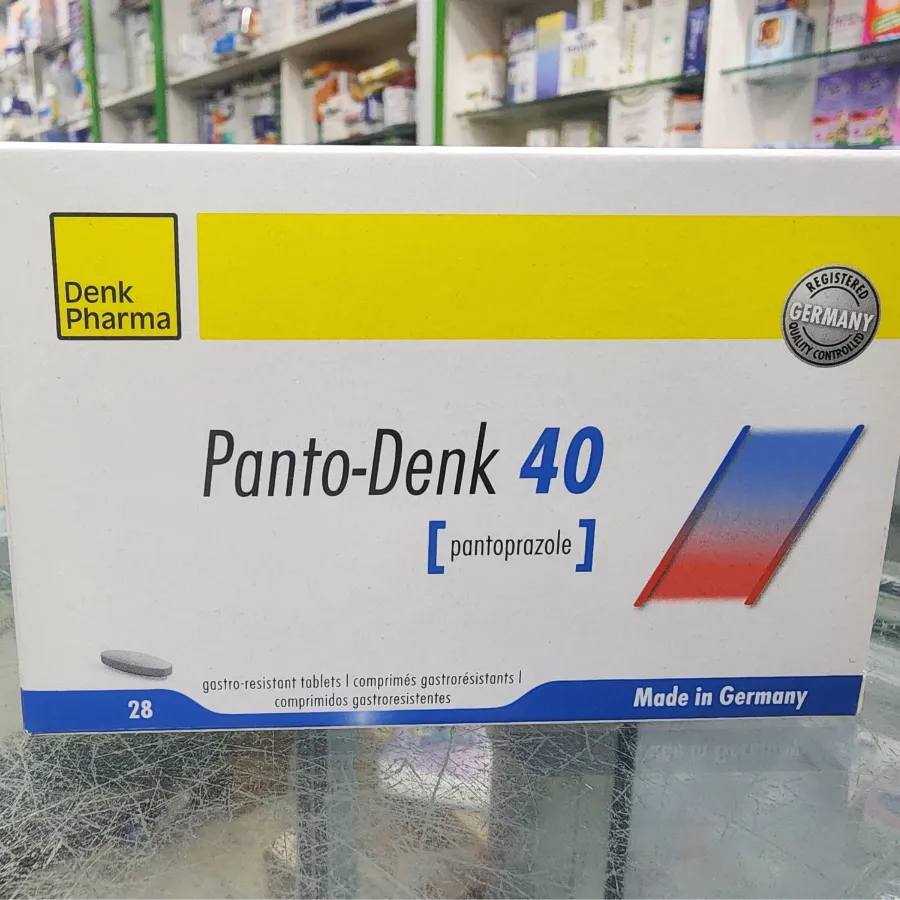 Denk
Pharma
REGISTERED
GERMANY
QUALITY CONTROLLED
Panto-Denk 40
[pantoprazole]
gastro-resistant tablets | comprimés gastrorésistants |
comprimidos gastroresistentes
28
Made in Germany